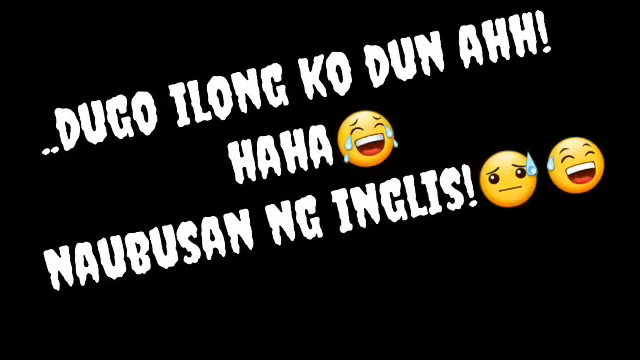 ..DUGO ILONG KO DUN AHH!
HAHA😂
NAUBUSAN NG INGLIS!😓😅